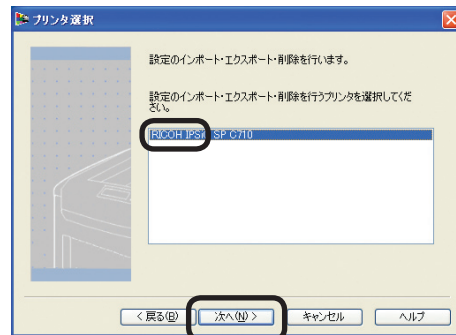 プリンタ選択
設定のインポート・エクスポート・削除を行います。
設定のインポート・エクスポート・削除を行うプリンタを選択してくだ
さい。
RICOH IPSiO SP C710
< 戻る(B)
次へ(N) >
キャンセル
ヘルプ